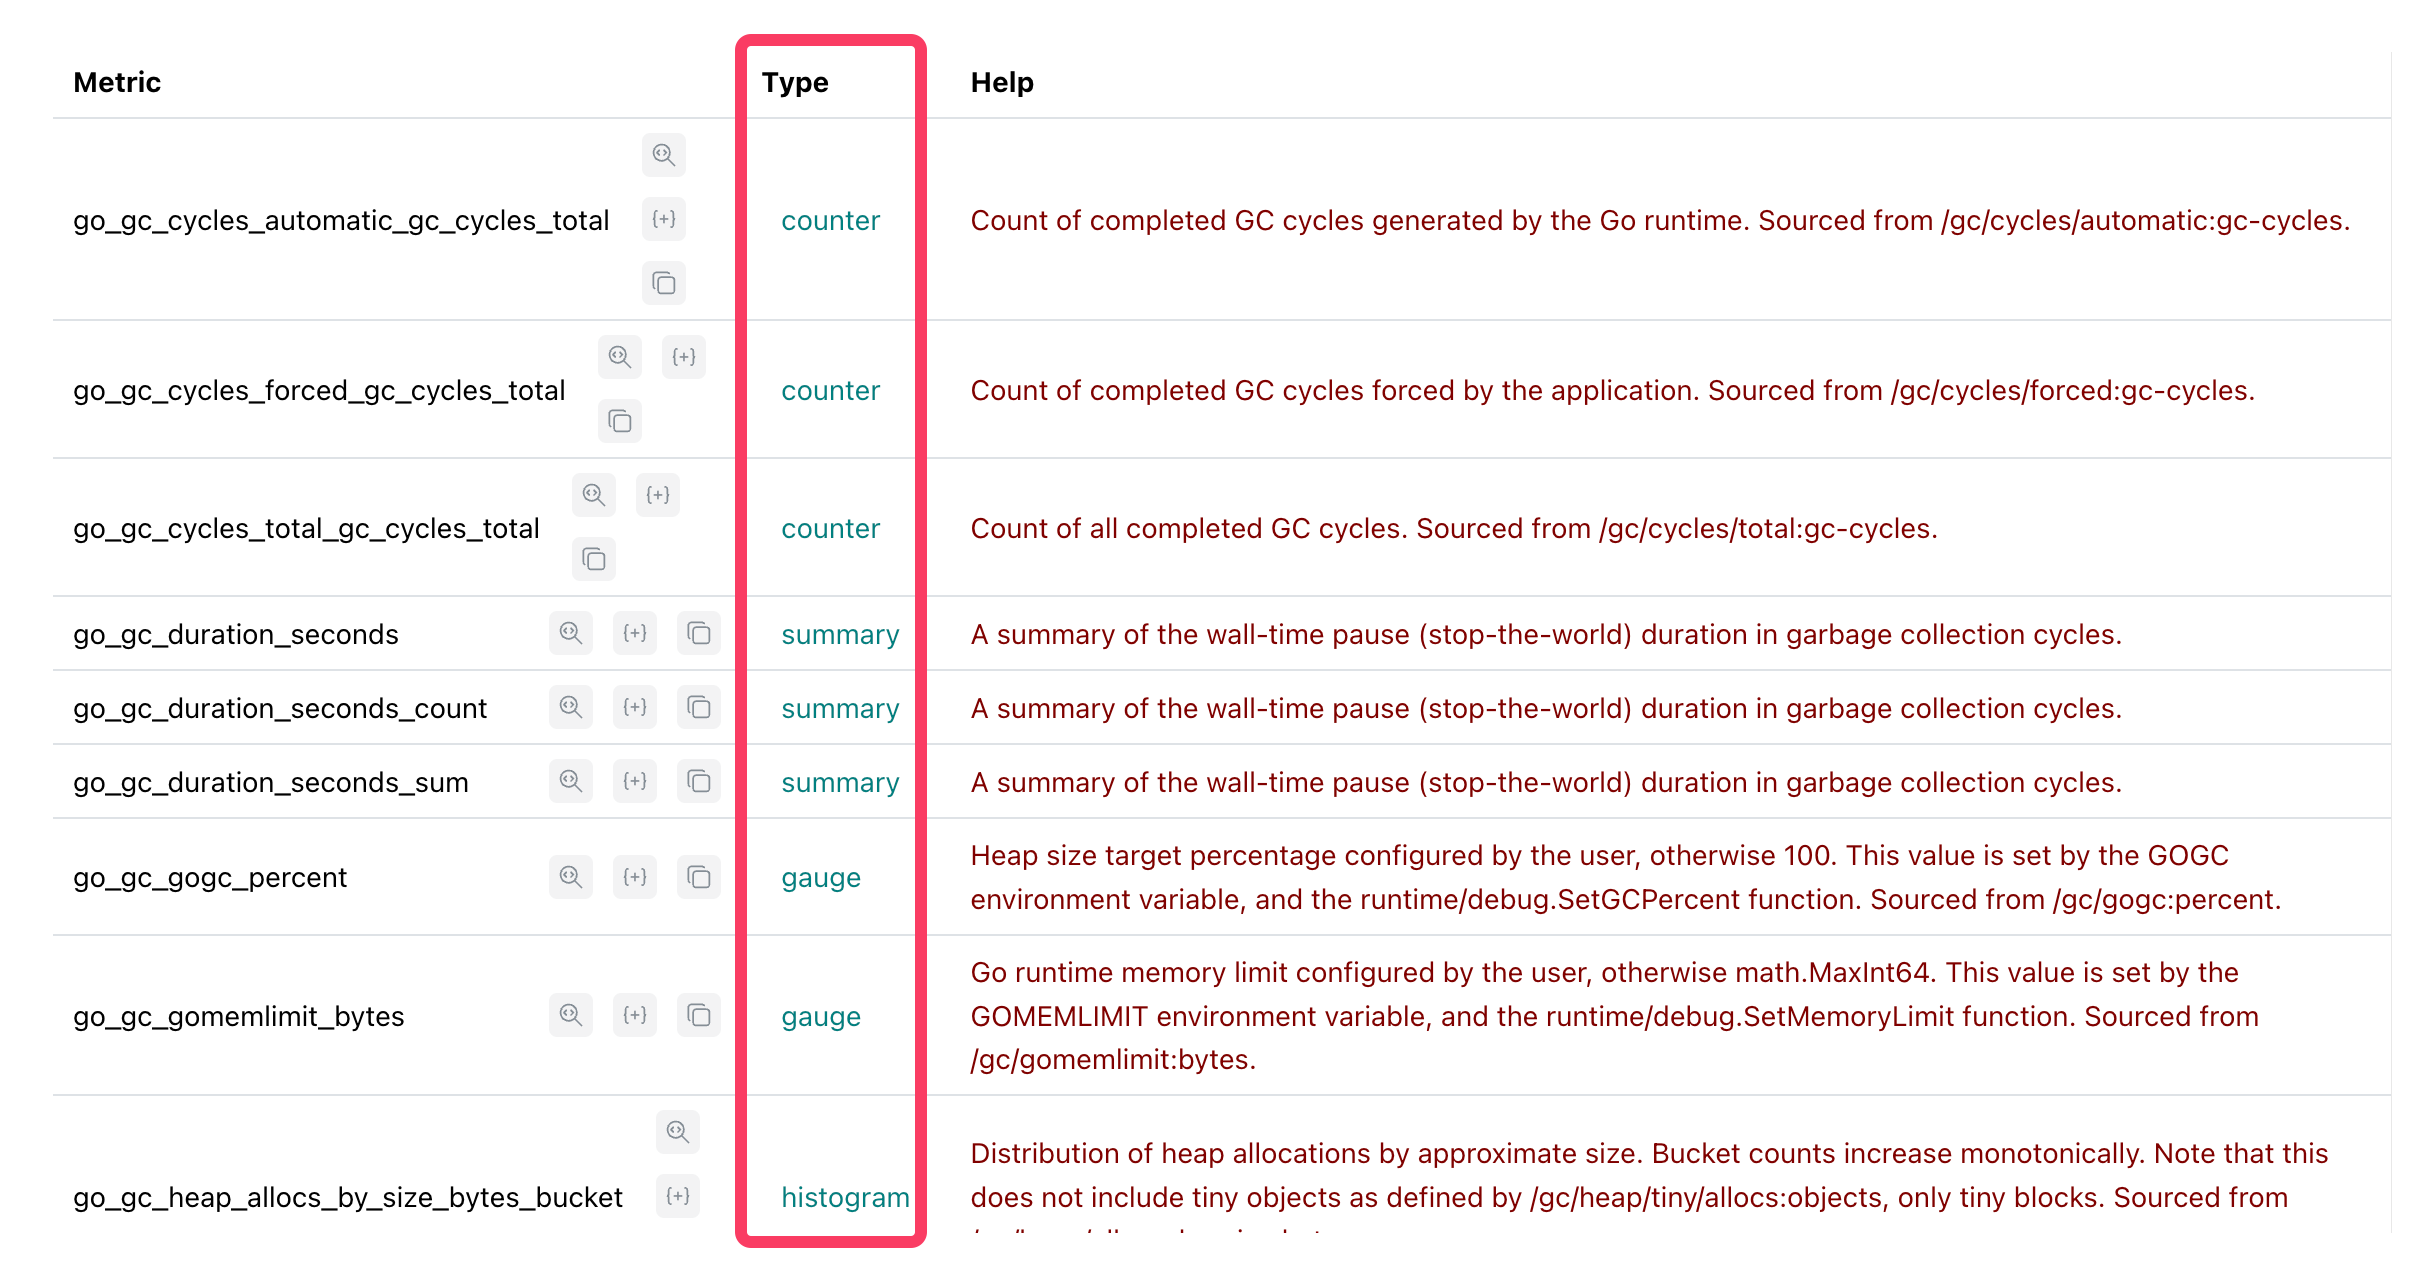 Metric Type Help
go_gc_cycles_automatic_gc_cycles_total {+} counter Count of completed GC cycles generated by the Go runtime. Sourced from /gc/cycles/automatic:gc-cycles.
go_gc_cycles_forced_gc_cycles_total {+} counter Count of completed GC cycles forced by the application. Sourced from /gc/cycles/forced:gc-cycles.
go_gc_cycles_total_gc_cycles_total {+} counter Count of all completed GC cycles. Sourced from /gc/cycles/total:gc-cycles.
go_gc_duration_seconds {+} summary A summary of the wall-time pause (stop-the-world) duration in garbage collection cycles.
go_gc_duration_seconds_count {+} summary A summary of the wall-time pause (stop-the-world) duration in garbage collection cycles.
go_gc_duration_seconds_sum {+} summary A summary of the wall-time pause (stop-the-world) duration in garbage collection cycles.
go_gc_gogc_percent {+} gauge Heap size target percentage configured by the user, otherwise 100. This value is set by the GOGC
environment variable, and the runtime/debug.SetGCPercent function. Sourced from /gc/gogc:percent.
go_gc_gomemlimit_bytes {+} gauge Go runtime memory limit configured by the user, otherwise math.MaxInt64. This value is set by the
GOMEMLIMIT environment variable, and the runtime/debug.SetMemoryLimit function. Sourced from
/gc/gomemlimit:bytes.
go_gc_heap_allocs_by_size_bytes_bucket {+} histogram Distribution of heap allocations by approximate size. Bucket counts increase monotonically. Note that this
does not include tiny objects as defined by /gc/heap/tiny/allocs:objects, only tiny blocks. Sourced from